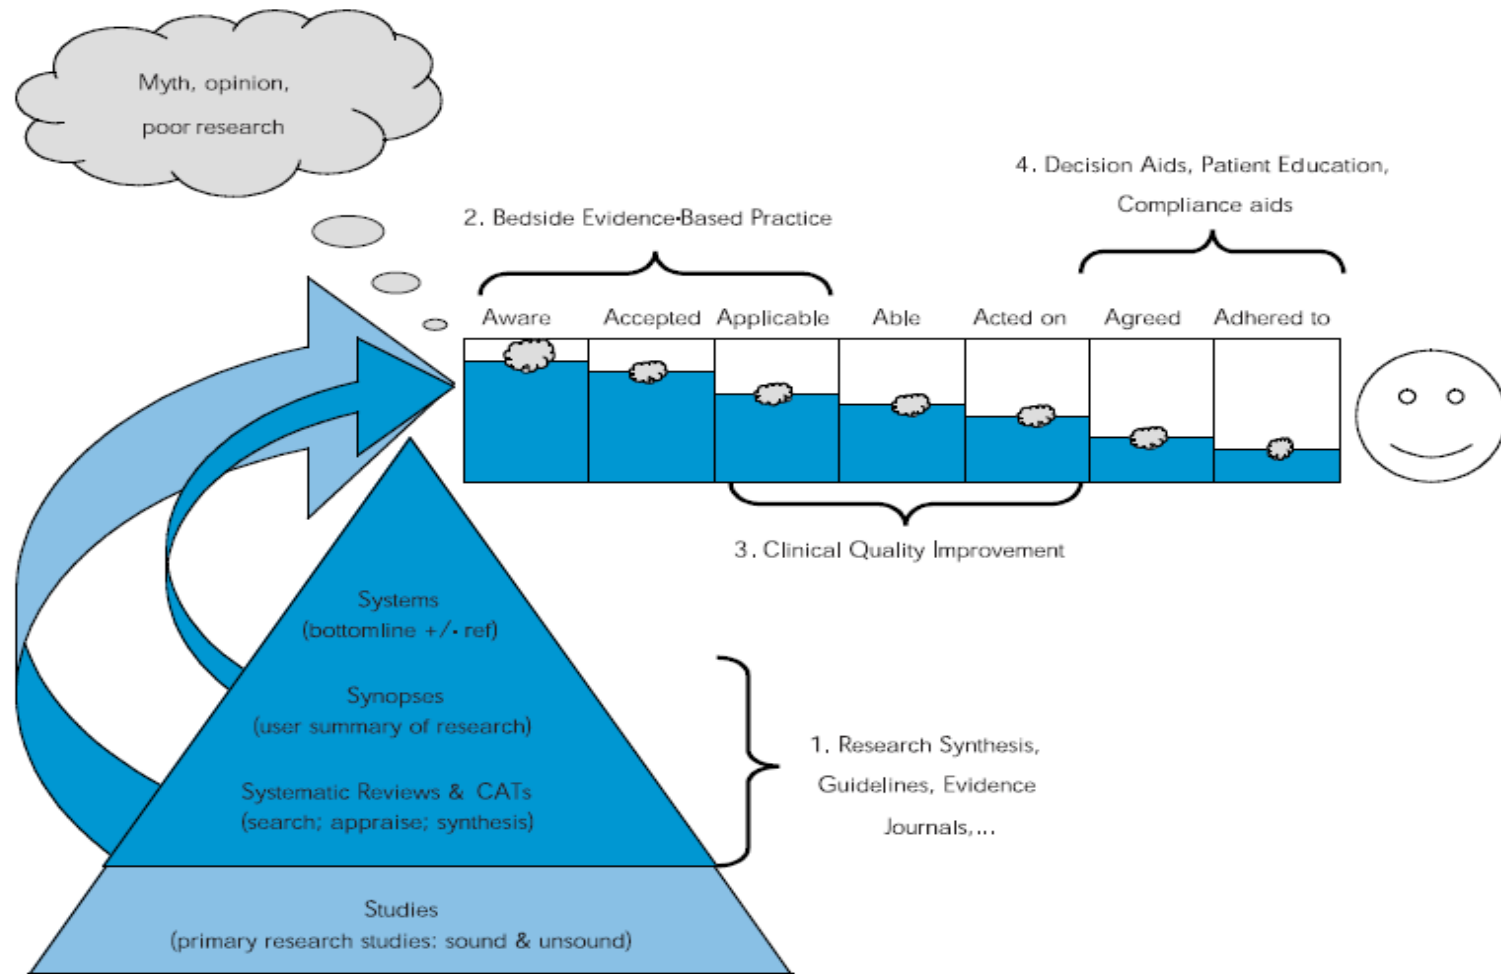 Myth, opinion,
poor research
4. Decision Aids, Patient Education,
Compliance aids
2. Bedside Evidence-Based Practice
Aware Accepted Applicable Able Acted on Agreed Adhered to
3. Clinical Quality Improvement
Systems
(bottomline +/- ref)
Synopses
(user summary of research)
Systematic Reviews & CATs
(search; appraise; synthesis)
1. Research Synthesis,
Guidelines, Evidence
Journals,...
Studies
(primary research studies: sound & unsound)